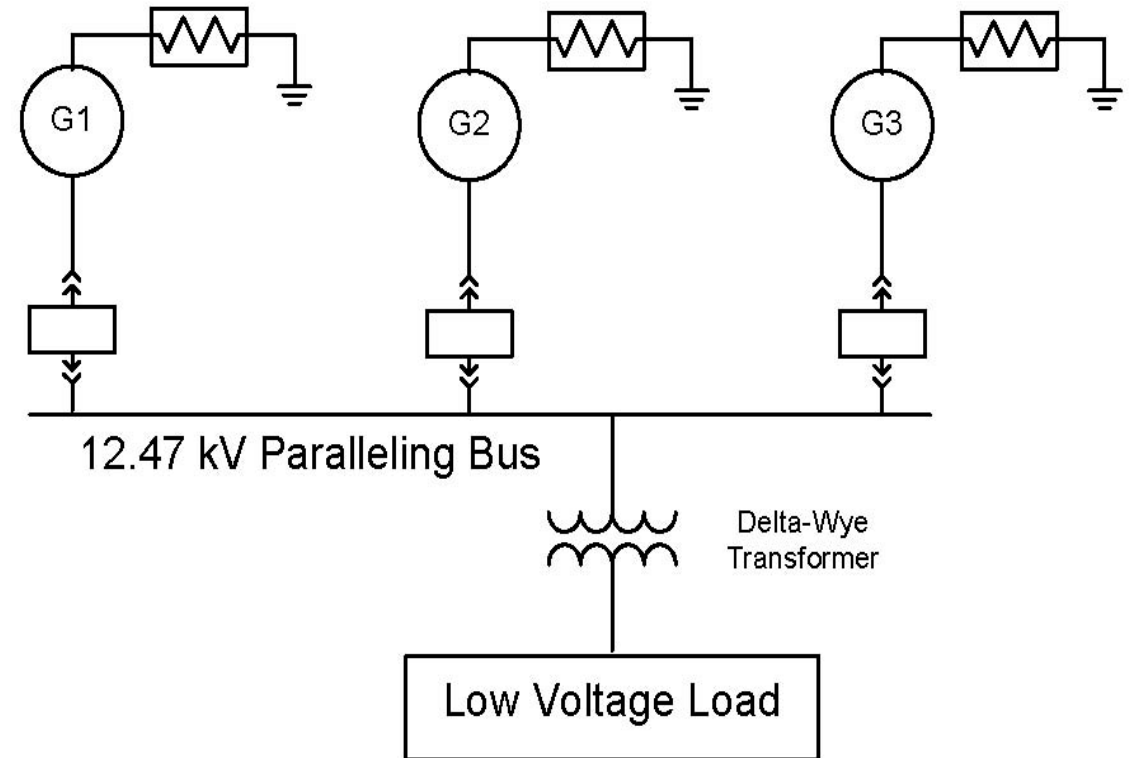 G1
G2
G3
12.47 kV Paralleling Bus
Delta-Wye
Transformer
Low Voltage Load